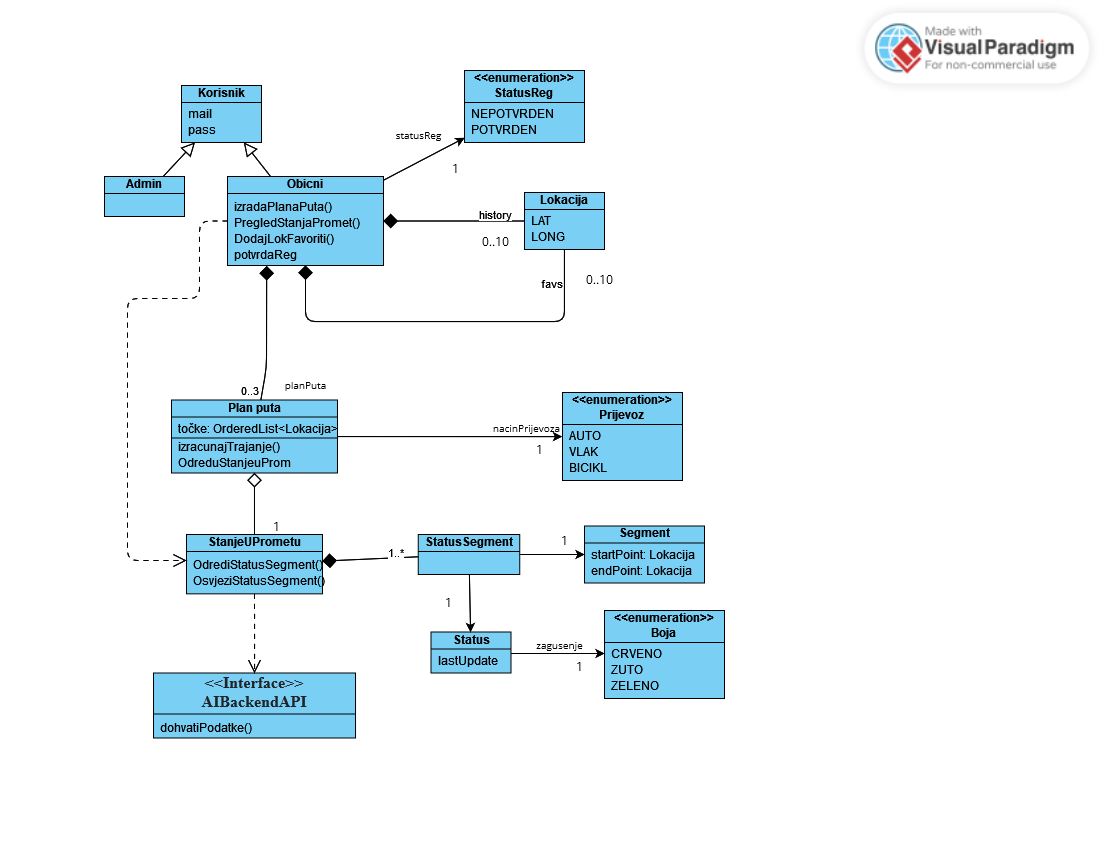 Made with
Visual Paradigm
For non-commercial use
<<enumeration>>
StatusReg
NEPOTVRDEN
POTVRDEN
Korisnik
mail
pass
statusReg
1
Admin
Obicni
izradaPlanaPuta()
PregledStanjaPromet()
DodajLokFavoriti()
potvrdaReg
history
0..10
Lokacija
LAT
LONG
favs
0..10
0..3
planPuta
Plan puta
točke: OrderedList<Lokacija>
izracunajTrajanje()
OdreduStanjeuProm
nacinPrijevoza
1
<<enumeration>>
Prijevoz
AUTO
VLAK
BICIKL
1
StanjeUPrometu
OdrediStatusSegment()
OsvjeziStatusSegment()
1..*
StatusSegment
1
Segment
startPoint: Lokacija
endPoint: Lokacija
1
Status
lastUpdate
zagusenje
1
<<enumeration>>
Boja
CRVENO
ZUTO
ZELENO
<<Interface>>
AIBackendAPI
dohvatiPodatke()